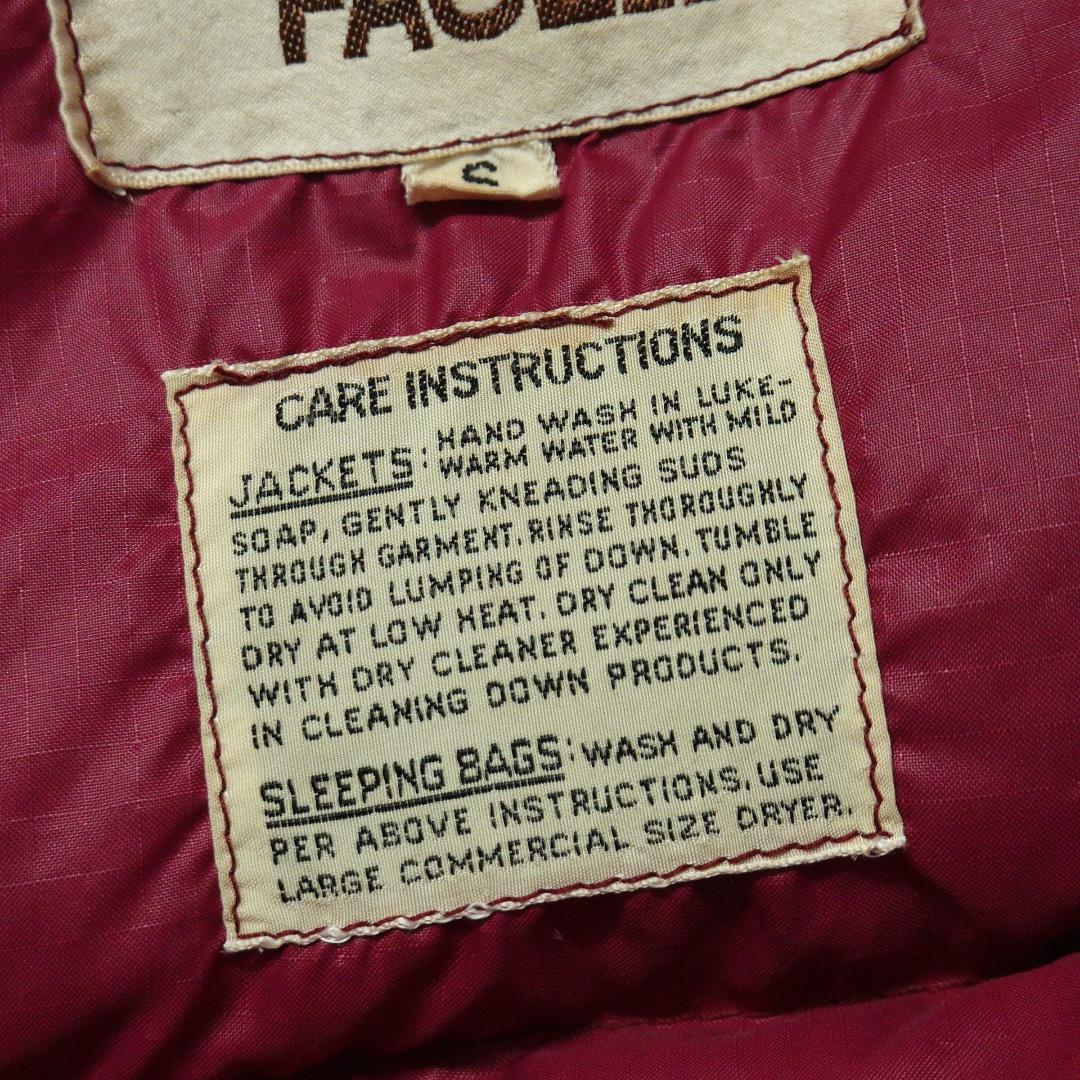 CARE INSTRUCTIONS
JACKETS: HAND WASH IN LUKE-
WARM WATER WITH MILD
SOAP, GENTLY KNEADING SUDS
THROUGH GARMENT. RINSE THOROUGHLY
TO AVOID LUMPING OF DOWN. TUMBLE
DRY AT LOW HEAT. DRY CLEAN ONLY
WITH DRY CLEANER EXPERIENCED
IN CLEANING DOWN PRODUCTS.
SLEEPING BAGS: WASH AND DRY
PER ABOVE INSTRUCTIONS, USE
LARGE COMMERCIAL SIZE DRYER.